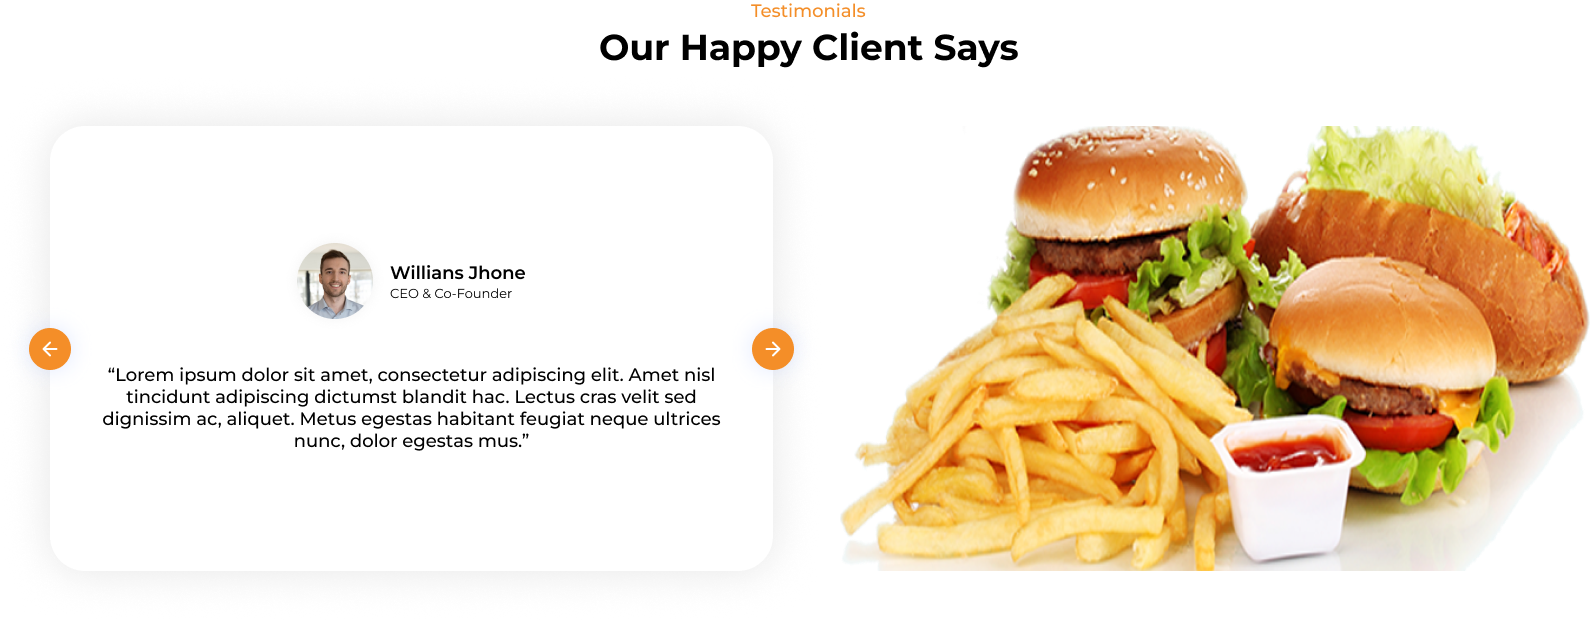 Testimonials
Our Happy Client Says
Willians Jhone
CEO & Co-Founder
“Lorem ipsum dolor sit amet, consectetur adipiscing elit. Amet nisl
tincidunt adipiscing dictumst blandit hac. Lectus cras velit sed
dignissim ac, aliquet. Metus egestas habitant feugiat neque ultrices
nunc, dolor egestas mus.”